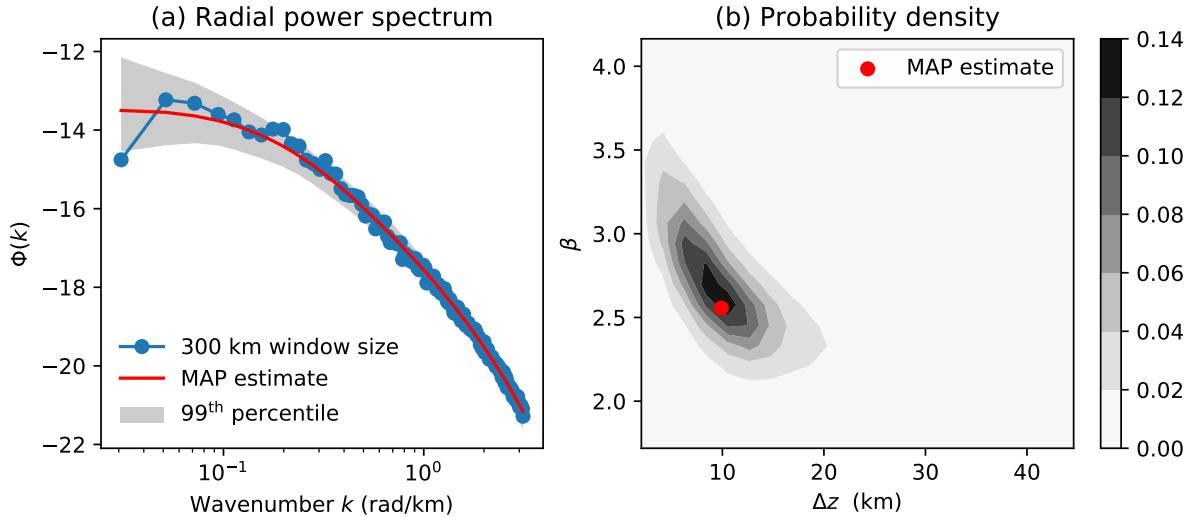 (a) Radial power spectrum
−12
−14
−16
−18
−20
−22
Φ(k)
300 km window size
MAP estimate
99th percentile
10−1
100
Wavenumber k (rad/km)
(b) Probability density
4.0
3.5
3.0
2.5
2.0
β
MAP estimate
10
20
30
40
Δz (km)
0.14
0.12
0.10
0.08
0.06
0.04
0.02
0.00